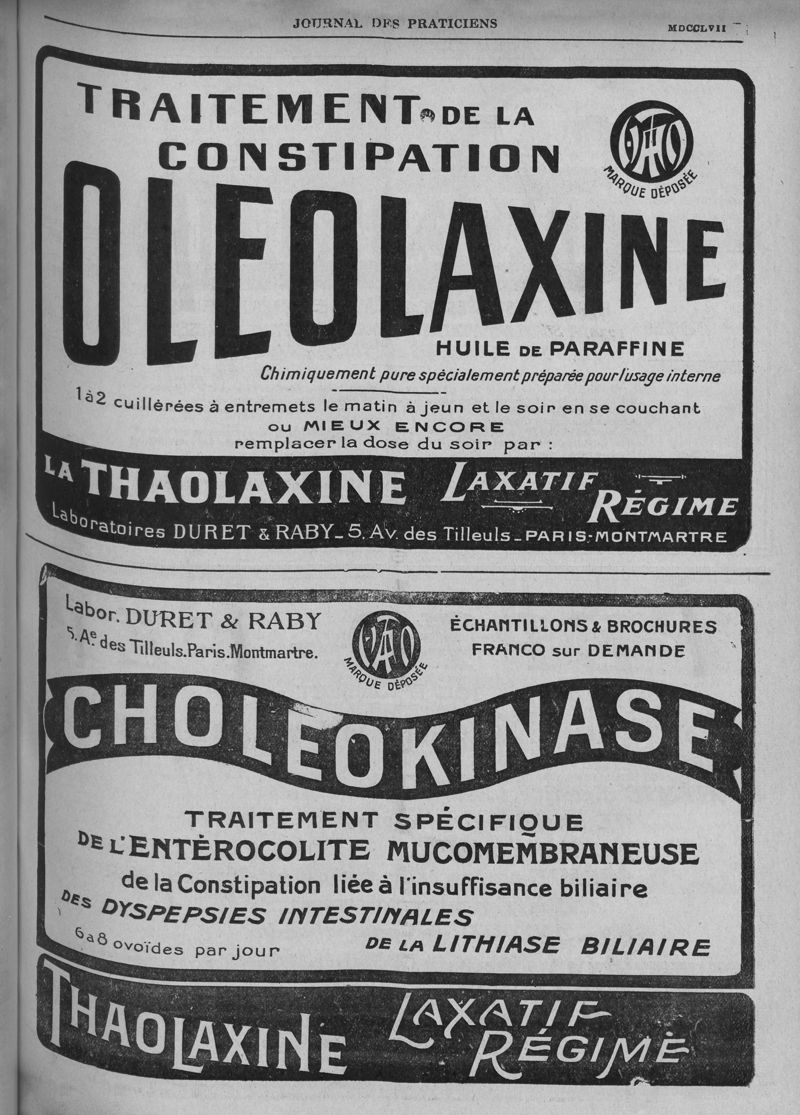 JOURNAL DES PRATICIENS
MDCCLVII
TRAITEMENT DE LA
CONSTIPATION
MARQUE DÉPOSÉE
OLEOLAXINE
HUILE DE PARAFFINE
Chimiquement pure spécialement préparée pour l'usage interne
1 à 2 cuillérées à entremets le matin à jeun et le soir en se couchant
OU MIEUX ENCORE
remplacer la dose du soir par :
LA THAOLAXINE LAXATIF RÉGIME
Laboratoires DURET & RABY_5, Av. des Tilleuls_PARIS-MONTMARTRE
Labor. DURET & RABY
5. Ae. des Tilleuls.Paris.Montmartre.
MARQUE DÉPOSÉE
ÉCHANTILLONS & BROCHURES
FRANCO sur DEMANDE
CHOLÉOKINASE
TRAITEMENT SPÉCIFIQUE
DE L'ENTÉROCOLITE MUCOMEMBRANEUSE
de la Constipation liée à l'insuffisance biliaire
DES DYSPEPSIES INTESTINALES
6 a 8 ovoïdes par jour
DE LA LITHIASE BILIAIRE
THAOLAXINE LAXATIF
RÉGIME